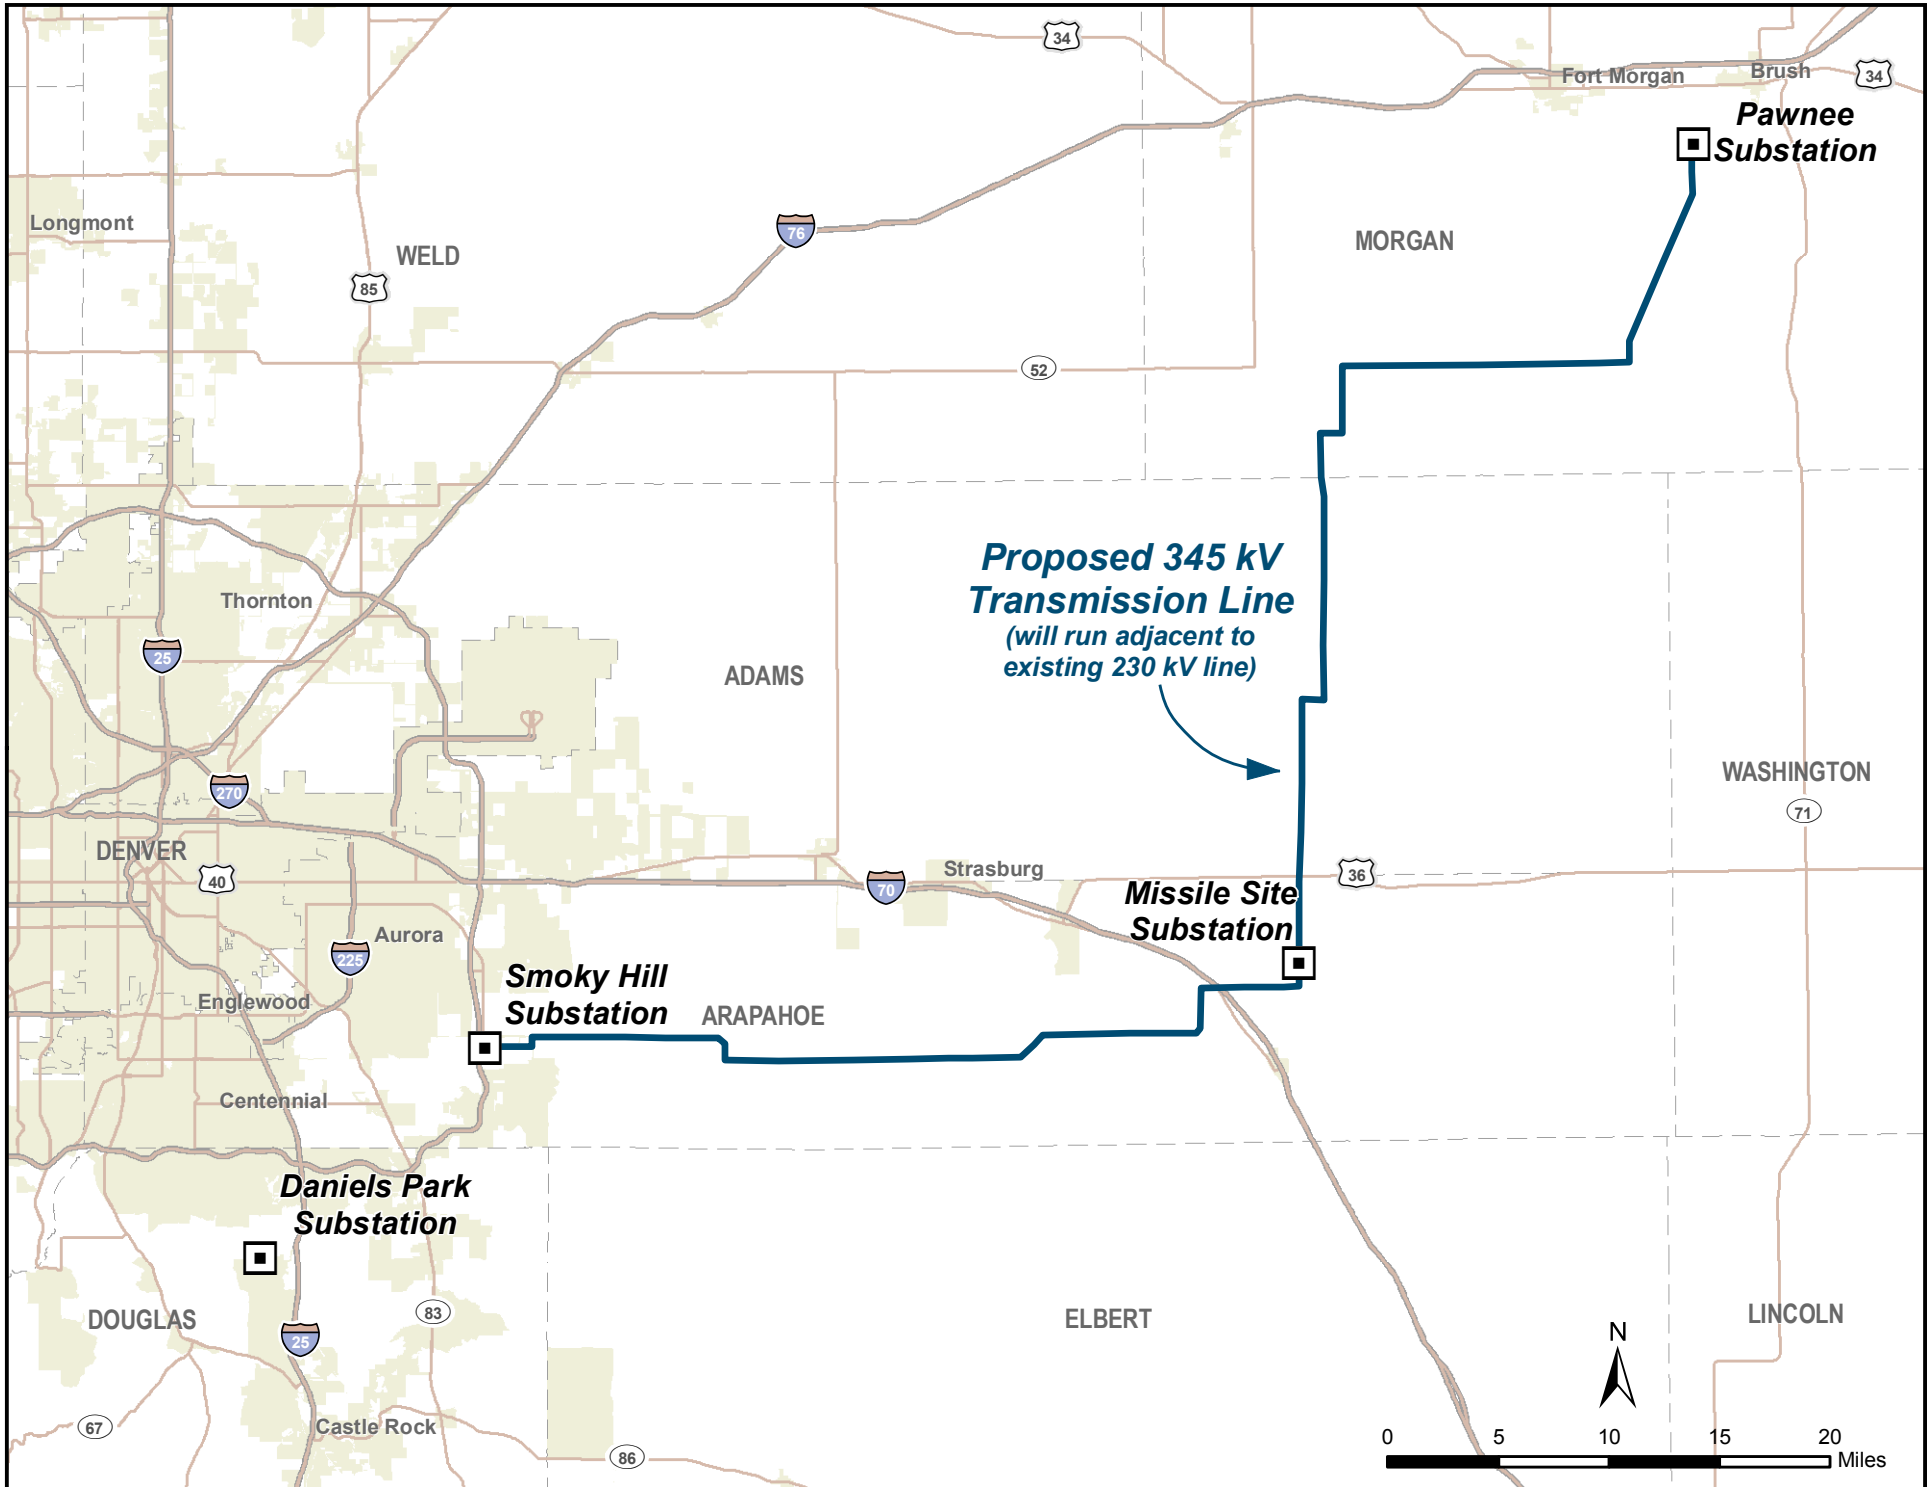 34
Fort Morgan
Brush
34
Pawnee
Substation
Longmont
WELD
76
MORGAN
85
52
Proposed 345 kV
Transmission Line
(will run adjacent to
existing 230 kV line)
Thornton
25
ADAMS
WASHINGTON
270
71
DENVER
40
Strasburg
70
36
Missile Site
Substation
Aurora
225
Smoky Hill
Substation
Englewood
ARAPAHOE
Centennial
Daniels Park
Substation
DOUGLAS
83
25
ELBERT
LINCOLN
N
Castle Rock
67
86
0 5 10 15 20
Miles